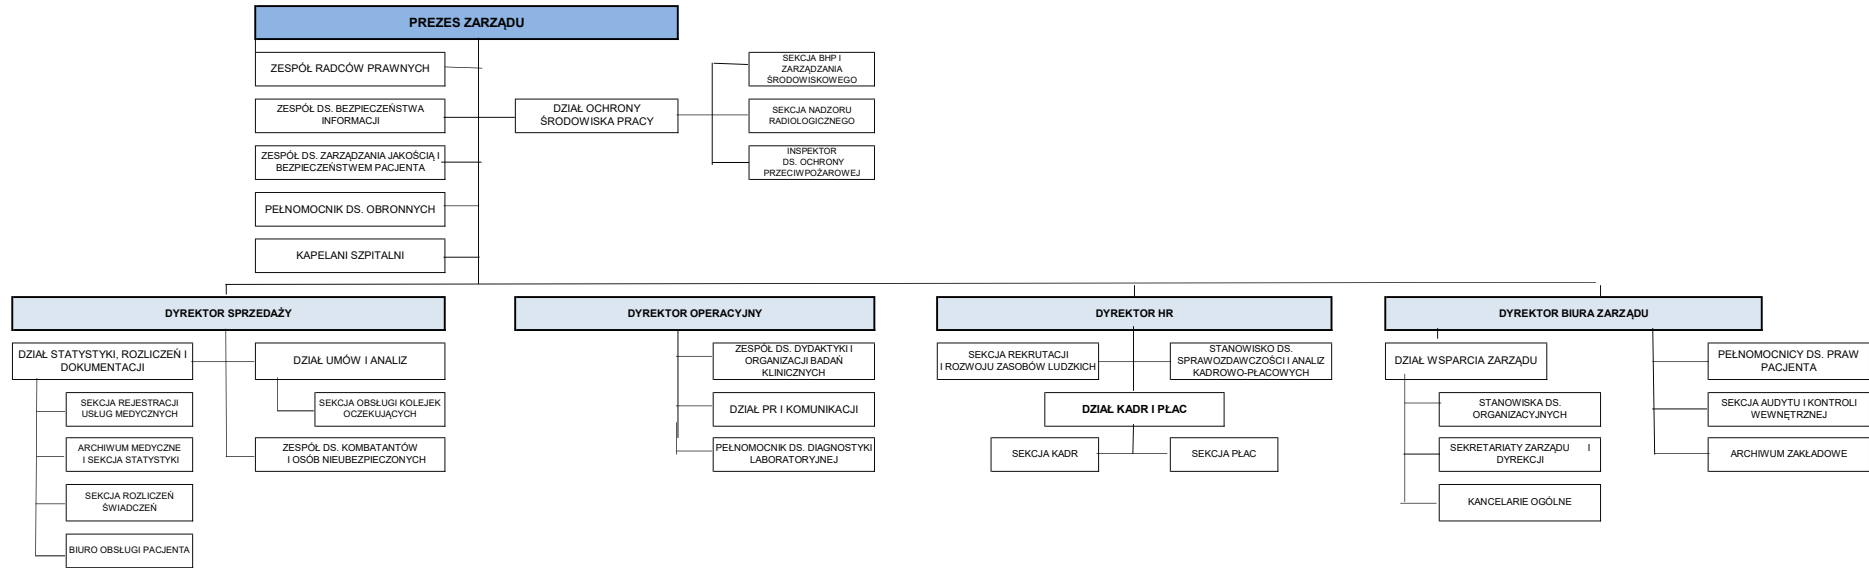 PREZES ZARZĄDU
ZESPÓŁ RADCÓW PRAWNYCH
ZESPÓŁ DS. BEZPIECZEŃSTWA
INFORMACJI
ZESPÓŁ DS. ZARZĄDZANIA JAKOŚCIĄ I
BEZPIECZEŃSTWEM PACJENTA
PEŁNOMOCNIK DS. OBRONNYCH
KAPELANI SZPITALNI
DZIAŁ OCHRONY
ŚRODOWISKA PRACY
SEKCJA BHP I
ZARZĄDZANIA
ŚRODOWISKOWEGO
SEKCJA NADZORU
RADIOLOGICZNEGO
INSPEKTOR
DS. OCHRONY
PRZECIWPOŻAROWEJ
DYREKTOR SPRZEDAŻY
DZIAŁ STATYSTYKI, ROZLICZEŃ I
DOKUMENTACJI
SEKCJA REJESTRACJI
USŁUG MEDYCZNYCH
ARCHIWUM MEDYCZNE
I SEKCJA STATYSTYKI
SEKCJA ROZLICZEŃ
ŚWIADCZEŃ
BIURO OBSŁUGI PACJENTA
DZIAŁ UMÓW I ANALIZ
SEKCJA OBSŁUGI KOLEJEK
OCZEKUJĄCYCH
ZESPÓŁ DS. KOMBATANTÓW
I OSÓB NIEUBEZPIECZONYCH
DYREKTOR OPERACYJNY
ZESPÓŁ DS. DYDAKTYKI I
ORGANIZACJI BADAŃ
KLINICZNYCH
DZIAŁ PR I KOMUNIKACJI
PEŁNOMOCNIK DS. DIAGNOSTYKI
LABORATORYJNEJ
DYREKTOR HR
SEKCJA REKRUTACJI
I ROZWOJU ZASOBÓW LUDZKICH
STANOWISKO DS.
SPRAWOZDAWCZOŚCI I ANALIZ
KADROWO-PŁACOWYCH
DZIAŁ KADR I PŁAC
SEKCJA KADR
SEKCJA PŁAC
DYREKTOR BIURA ZARZĄDU
DZIAŁ WSPARCIA ZARZĄDU
STANOWISKA DS.
ORGANIZACYJNYCH
SEKRETARIATY ZARZĄDU I
DYREKCJI
KANCELARIE OGÓLNE
PEŁNOMOCNICY DS. PRAW
PACJENTA
SEKCJA AUDYTU I KONTROLI
WEWNĘTRZNEJ
ARCHIWUM ZAKŁADOWE